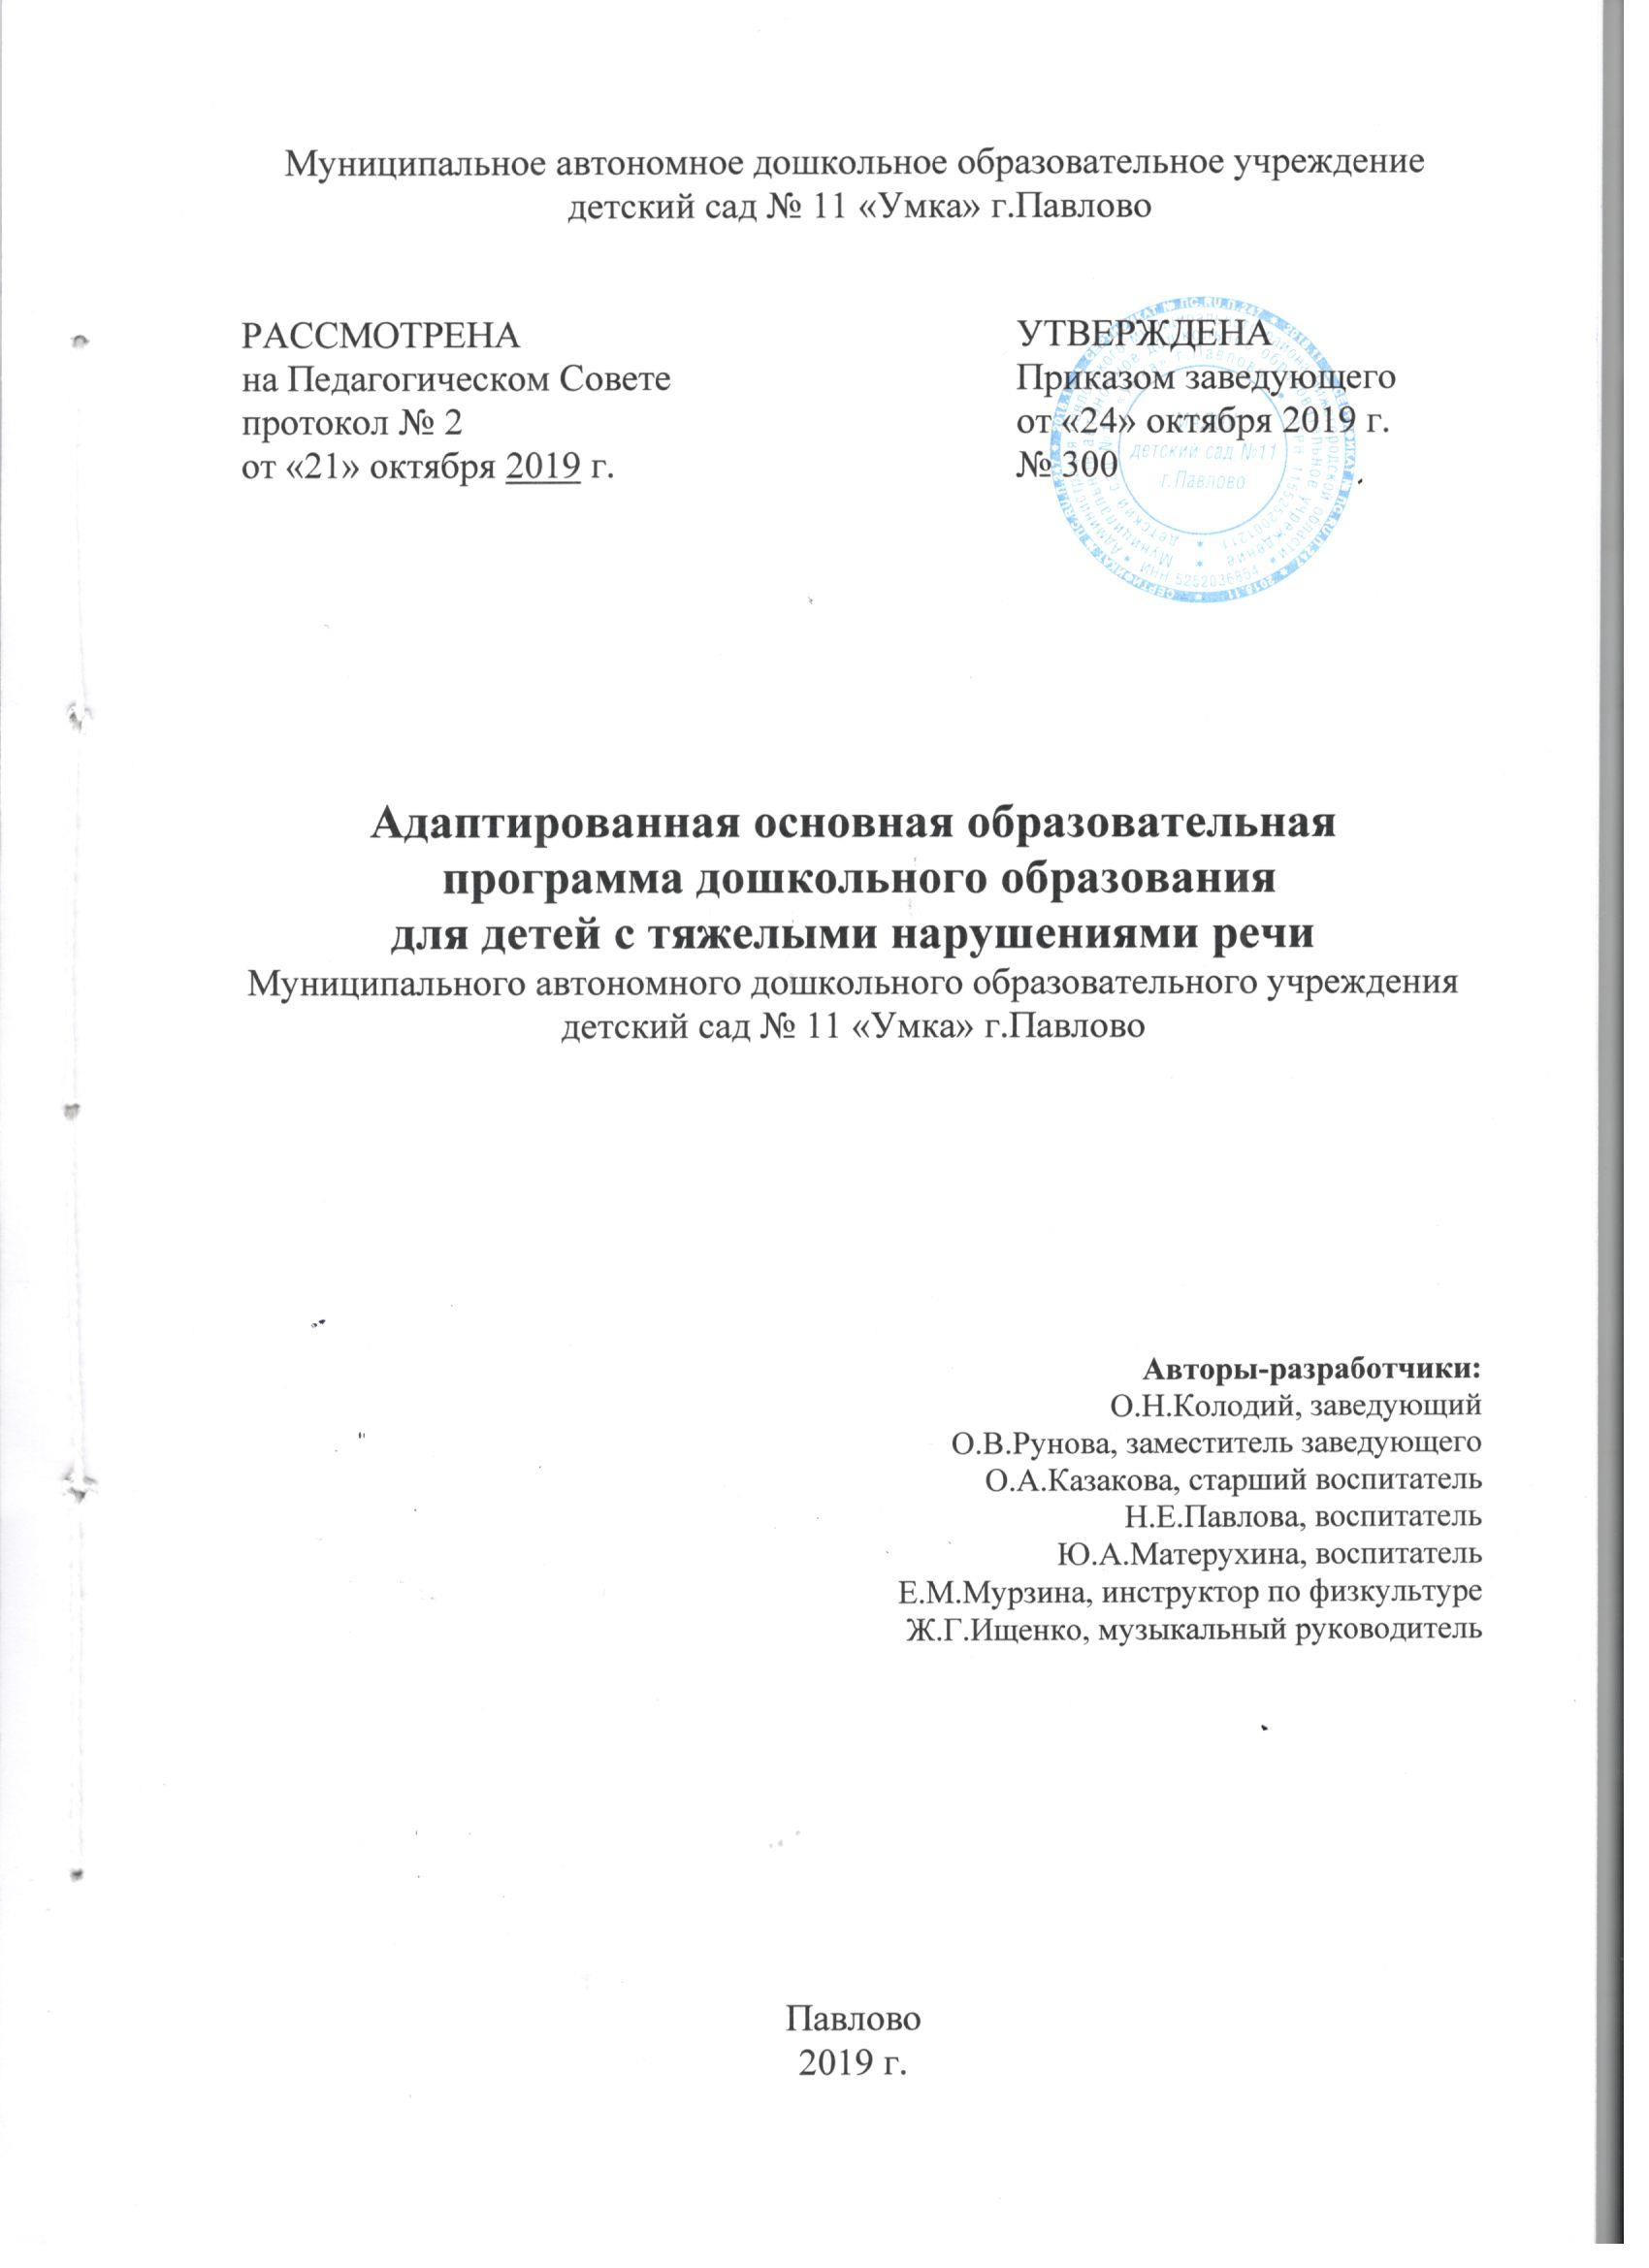 Муниципальное автономное дошкольное образовательное учреждение
детский сад № 11 «Умка» г.Павлово
РАССМОТРЕНА
на Педагогическом Совете
протокол № 2
от «21» октября 2019 г.
УТВЕРЖДЕНА
Приказом заведующего
от «24» октября 2019 г.
№ 300
детский сад №11
г.Павлово
ИНН 5252036854
Адаптированная основная образовательная
программа дошкольного образования
для детей с тяжелыми нарушениями речи
Муниципального автономного дошкольного образовательного учреждения
детский сад № 11 «Умка» г.Павлово
Авторы-разработчики:
О.Н.Колодий, заведующий
О.В.Рунова, заместитель заведующего
О.А.Казакова, старший воспитатель
Н.Е.Павлова, воспитатель
Ю.А.Матерухина, воспитатель
Е.М.Мурзина, инструктор по физкультуре
Ж.Г.Ищенко, музыкальный руководитель
Павлово
2019 г.